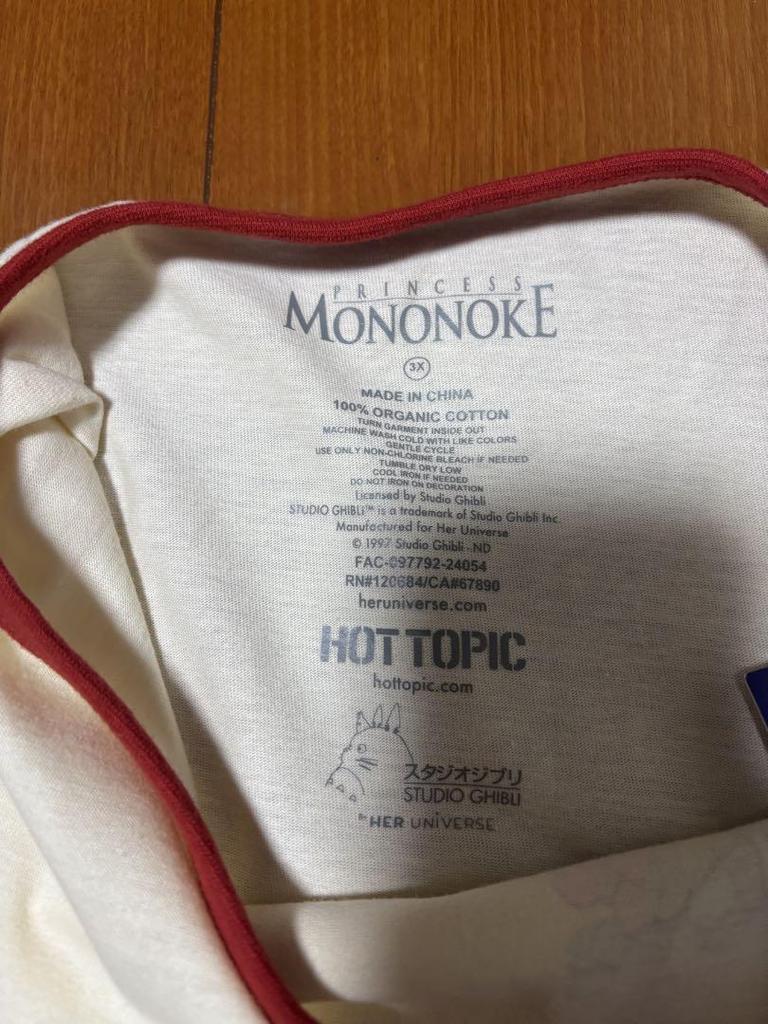 PRINCESS
MONONOKE
3X
MADE IN CHINA
100% ORGANIC COTTON
TURN GARMENT INSIDE OUT
MACHINE WASH COLD WITH LIKE COLORS
GENTLE CYCLE
USE ONLY NON-CHLORINE BLEACH IF NEEDED
TUMBLE DRY LOW
COOL IRON IF NEEDED
DO NOT IRON ON DECORATION
Licensed by Studio Ghibli
STUDIO GHIBLI™ is a trademark of Studio Ghibli Inc.
Manufactured for Her Universe
© 1997 Studio Ghibli - ND
FAC-097792-24054
RN#120684/CA#67890
heruniverse.com
HOT TOPIC
hottopic.com
スタジオジブリ
STUDIO GHIBLI
BY HER UNIVERSE